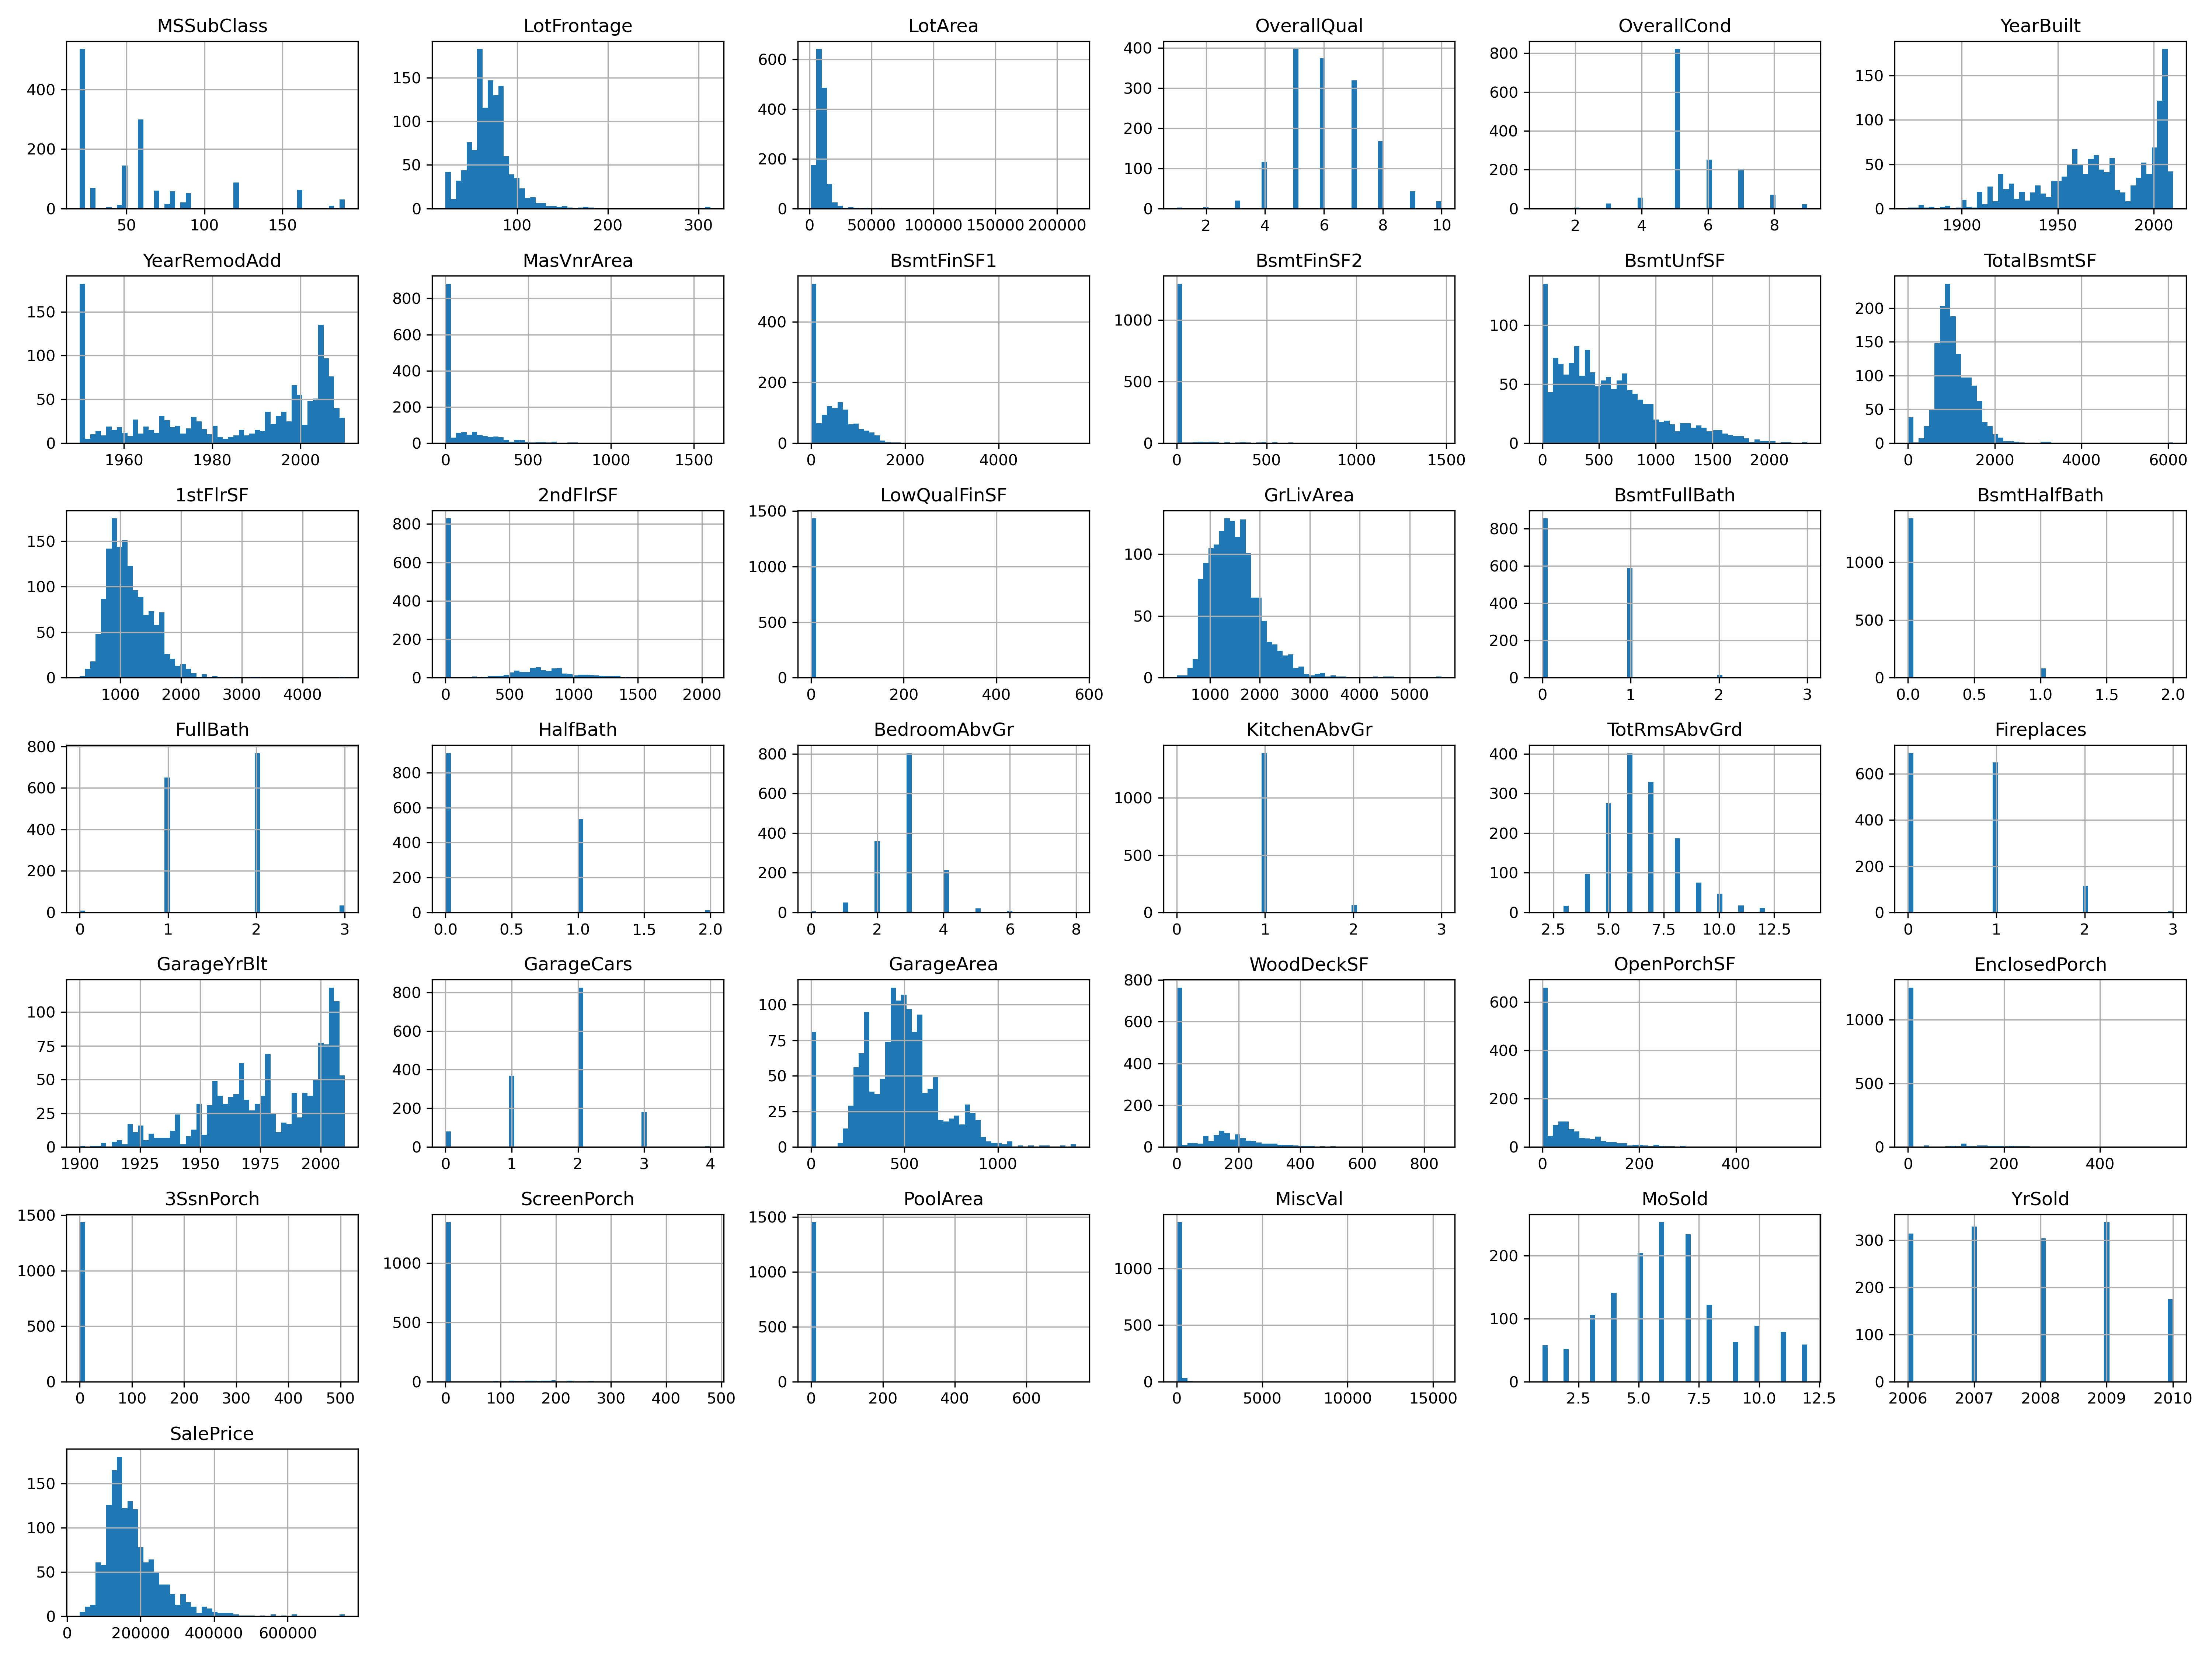 MSSubClass LotFrontage LotArea OverallQual OverallCond YearBuilt
400 200 0
50 100 150
150 100 50 0
100 200 300
600 400 200 0
0 50000 100000 150000 200000
400 300 200 100 0
2 4 6 8 10
800 600 400 200 0
2 4 6 8
150 100 50 0
1900 1950 2000
YearRemodAdd MasVnrArea BsmtFinSF1 BsmtFinSF2 BsmtUnfSF TotalBsmtSF
150 100 50 0
1960 1980 2000
800 600 400 200 0
0 500 1000 1500
400 200 0
0 2000 4000
1000 500 0
0 500 1000 1500
100 50 0
0 500 1000 1500 2000
200 150 100 50 0
0 2000 4000 6000
1stFlrSF 2ndFlrSF LowQualFinSF GrLivArea BsmtFullBath BsmtHalfBath
150 100 50 0
1000 2000 3000 4000
800 600 400 200 0
0 500 1000 1500 2000
1500 1000 500 0
0 200 400 600
100 50 0
1000 2000 3000 4000 5000
800 600 400 200 0
0 1 2 3
1000 500 0
0.0 0.5 1.0 1.5 2.0
FullBath HalfBath BedroomAbvGr KitchenAbvGr TotRmsAbvGrd Fireplaces
800 600 400 200 0
0 1 2 3
800 600 400 200 0
0.0 0.5 1.0 1.5 2.0
800 600 400 200 0
0 2 4 6 8
1000 500 0
0 1 2 3
400 300 200 100 0
2.5 5.0 7.5 10.0 12.5
600 400 200 0
0 1 2 3
GarageYrBlt GarageCars GarageArea WoodDeckSF OpenPorchSF EnclosedPorch
100 75 50 25 0
1900 1925 1950 1975 2000
800 600 400 200 0
0 1 2 3 4
100 75 50 25 0
0 500 1000
800 600 400 200 0
0 200 400 600 800
600 400 200 0
0 200 400
1000 500 0
0 200 400
3SsnPorch ScreenPorch PoolArea MiscVal MoSold YrSold
1500 1000 500 0
0 100 200 300 400 500
1000 500 0
0 100 200 300 400 500
1500 1000 500 0
0 200 400 600
1000 500 0
0 5000 10000 15000
200 100 0
2.5 5.0 7.5 10.0 12.5
300 200 100 0
2006 2007 2008 2009 2010
SalePrice
150 100 50 0
0 200000 400000 600000